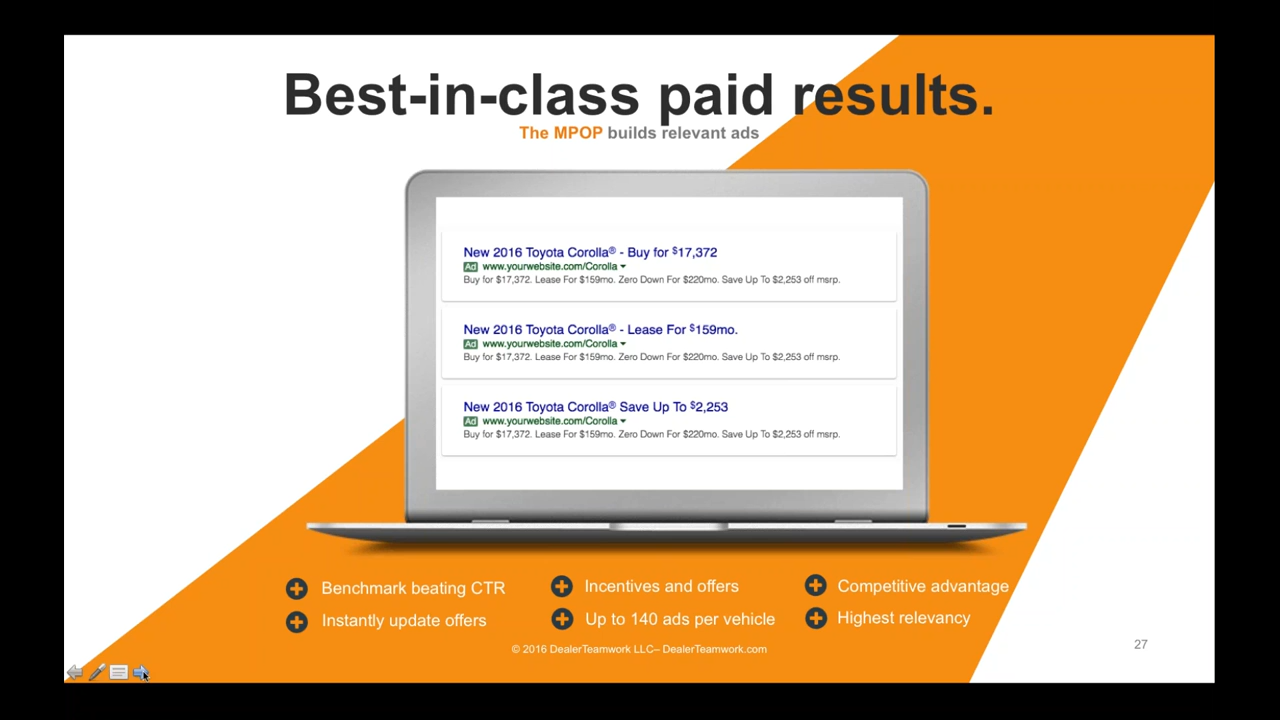 Best-in-class paid results.
The MPOP builds relevant ads
New 2016 Toyota Corolla® - Buy for $17,372
Ad www.yourwebsite.com/Corolla
Buy for $17,372. Lease For $159mo. Zero Down For $220mo. Save Up To $2,253 off msrp.
New 2016 Toyota Corolla® - Lease For $159mo.
Ad www.yourwebsite.com/Corolla
Buy for $17,372. Lease For $159mo. Zero Down For $220mo. Save Up To $2,253 off msrp.
New 2016 Toyota Corolla® Save Up To $2,253
Ad www.yourwebsite.com/Corolla
Buy for $17,372. Lease For $159mo. Zero Down For $220mo. Save Up To $2,253 off msrp.
Benchmark beating CTR
Incentives and offers
Competitive advantage
Instantly update offers
Up to 140 ads per vehicle
Highest relevancy
© 2016 DealerTeamwork LLC– DealerTeamwork.com
27